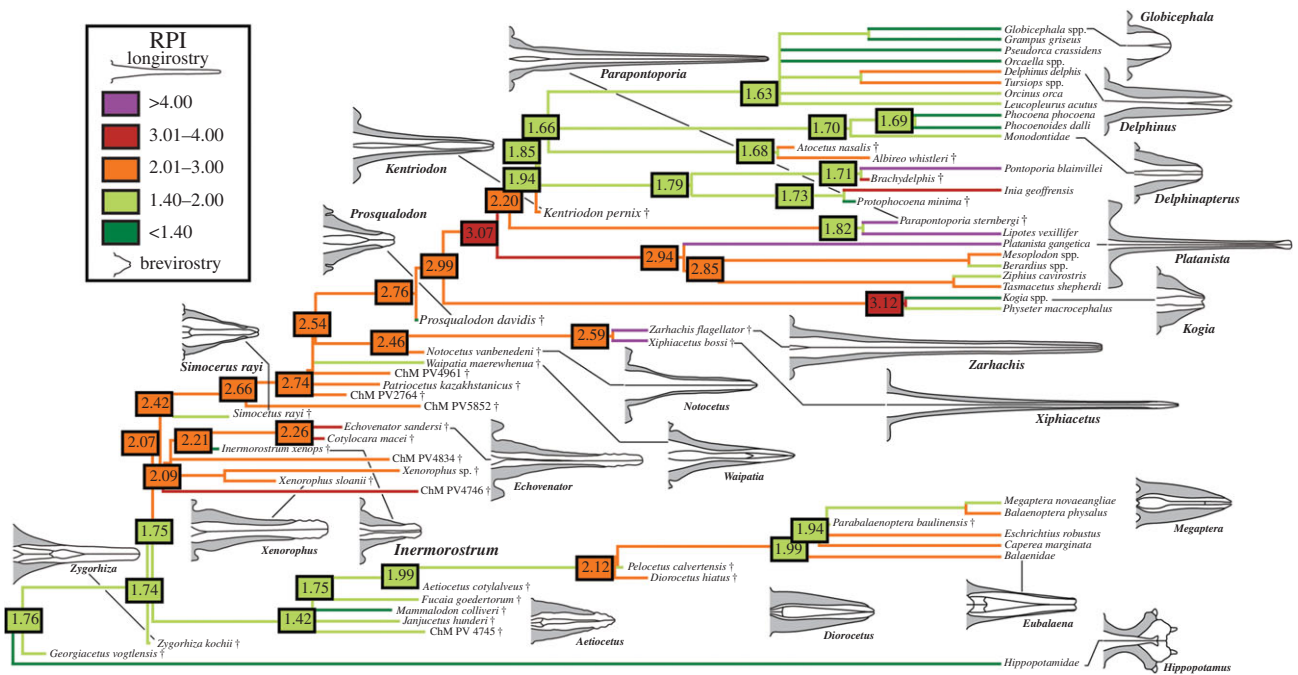 RPI
longirostry
>4.00
3.01–4.00
2.01–3.00
1.40–2.00
<1.40
brevirostry
Globicephala
Globicephala spp.
Grampus griseus
Pseudorca crassidens
Orcaella spp.
Delphinus delphis
Tursiops spp.
Orcinus orca
Leucopleurus acutus
Phocoena phocoena
Phocoenoides dalli
Monodontidae
Atocetus nasalis †
Albireo whistleri †
Pontoporia blainvillei
Brachydelphis †
Inia geoffrensis
Protophocoena minima †
Kentriodon pernix †
Parapontoporia sternbergi †
Lipotes vexillifer
Platanista gangetica
Mesoplodon spp.
Berardius spp.
Ziphius cavirostris
Tasmacetus shepherdi
Kogia spp.
Physeter macrocephalus
Prosqualodon davidis †
Zarhachis flagellator †
Xiphiacetus bossi †
Notocetus vanbenedeni †
Waipatia maerewhenua †
ChM PV4961 †
Patriocetus kazakhstanicus †
ChM PV2764 †
ChM PV5852 †
Simocetus rayi †
Echovenator sandersi †
Cotylocara macei †
Inermorostrum xenops †
ChM PV4834 †
Xenorophus sp. †
Xenorophus sloanii †
ChM PV4746 †
Megaptera novaeangliae
Balaenoptera physalus
Parabalaenoptera baulinensis †
Eschrichtius robustus
Caperea marginata
Balaenidae
Pelocetus calvertensis †
Diorocetus hiatus †
Aetiocetus cotylalveus †
Fucaia goedertorum †
Mammalodon colliveri †
Janjucetus hunderi †
ChM PV 4745 †
Zygorhiza kochii †
Georgiacetus vogtlensis †
Hippopotamidae
Parapontoporia
Delphinus
Kentriodon
Delphinapterus
Prosqualodon
Platanista
Kogia
Simocerus rayi
Zarhachis
Notocetus
Xiphiacetus
Waipatia
Echovenator
Xenorophus
Inermorostrum
Megaptera
Zygorhiza
Aetiocetus
Diorocetus
Eubalaena
Hippopotamus
1.63
1.66
1.70
1.69
1.85
1.68
1.94
1.79
1.71
1.73
2.20
1.82
3.07
2.94
2.85
2.99
2.76
3.12
2.54
2.46
2.59
2.74
2.66
2.42
2.07
2.21
2.26
2.09
1.75
1.94
1.99
2.12
1.99
1.75
1.74
1.42
1.76